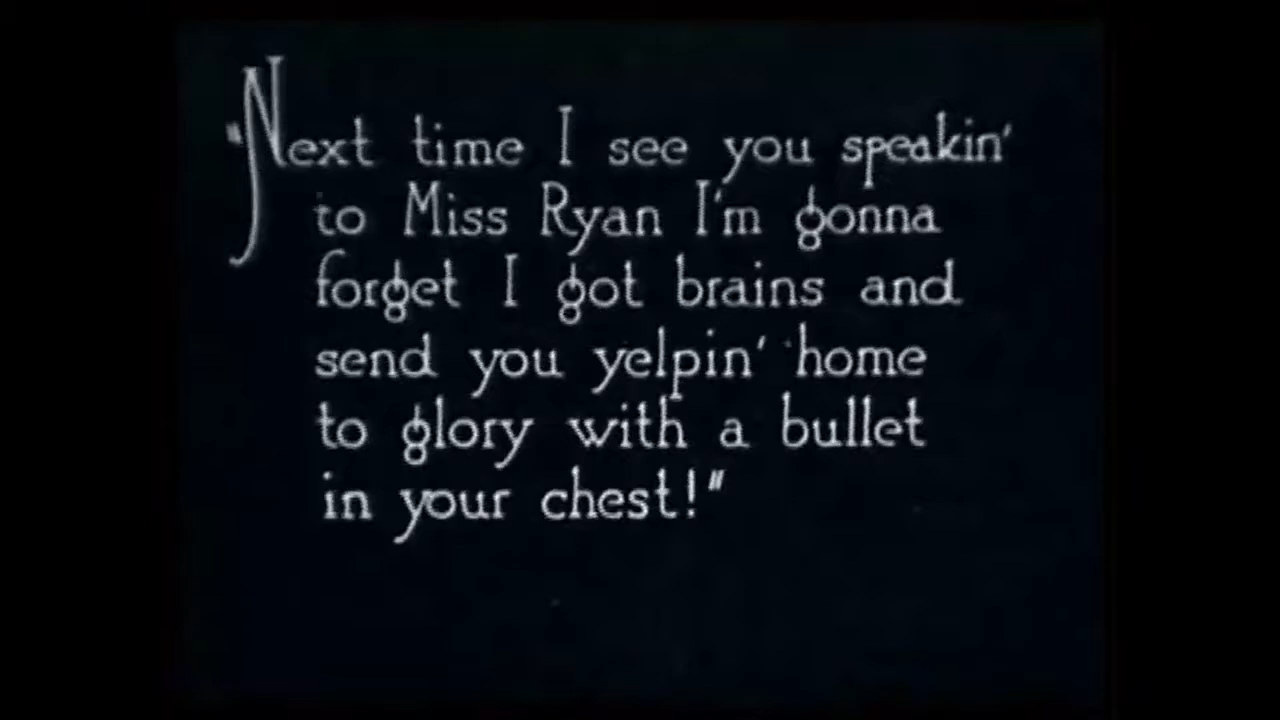 "Next time I see you speakin'
to Miss Ryan I'm gonna
forget I got brains and
send you yelpin' home
to glory with a bullet
in your chest!"